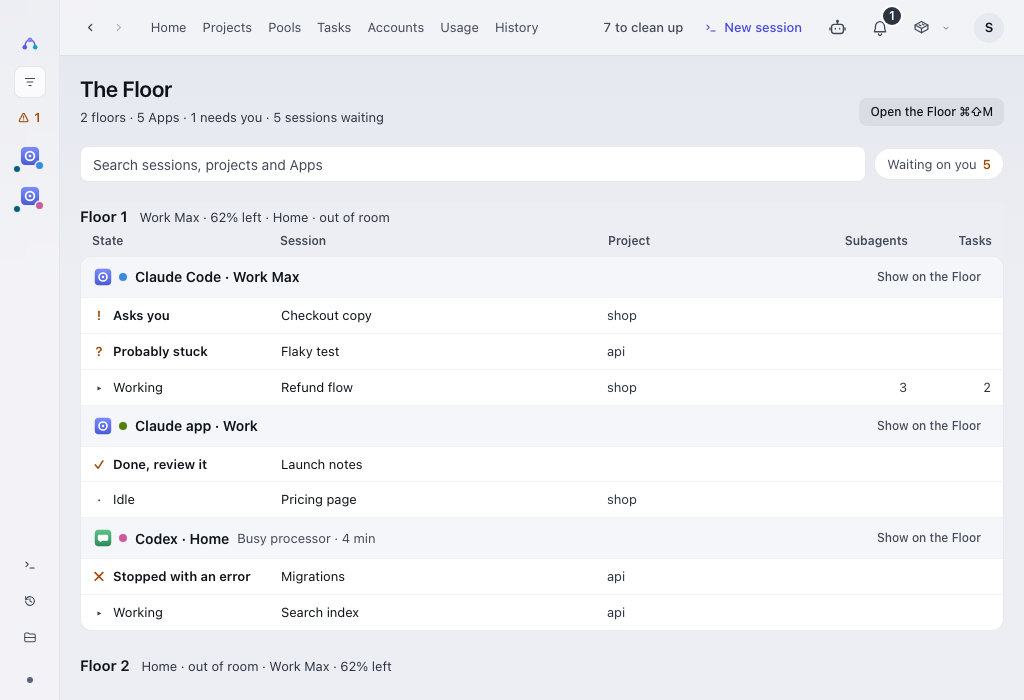 Home Projects Pools Tasks Accounts Usage History 7 to clean up New session 1 S
The Floor
2 floors · 5 Apps · 1 needs you · 5 sessions waiting
Open the Floor ⌘⇧M
1
Search sessions, projects and Apps
Waiting on you 5
Floor 1 Work Max · 62% left · Home · out of room
State Session Project Subagents Tasks
Claude Code · Work Max Show on the Floor
! Asks you Checkout copy shop
? Probably stuck Flaky test api
Working Refund flow shop 3 2
Claude app · Work Show on the Floor
Done, review it Launch notes
Idle Pricing page shop
Codex · Home Busy processor · 4 min Show on the Floor
Stopped with an error Migrations api
Working Search index api
Floor 2 Home · out of room · Work Max · 62% left